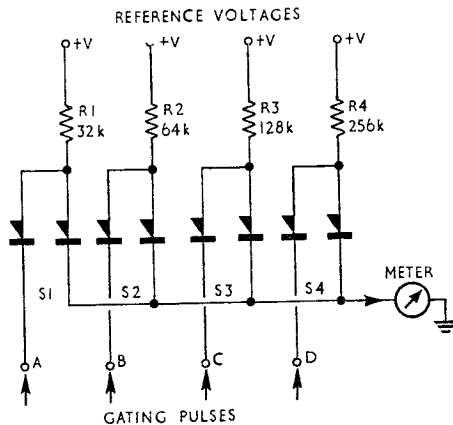 REFERENCE VOLTAGES
+V +V +V +V
R1 32k
R2 64k
R3 128k
R4 256k
S1 S2 S3 S4
METER
A B C D
GATING PULSES